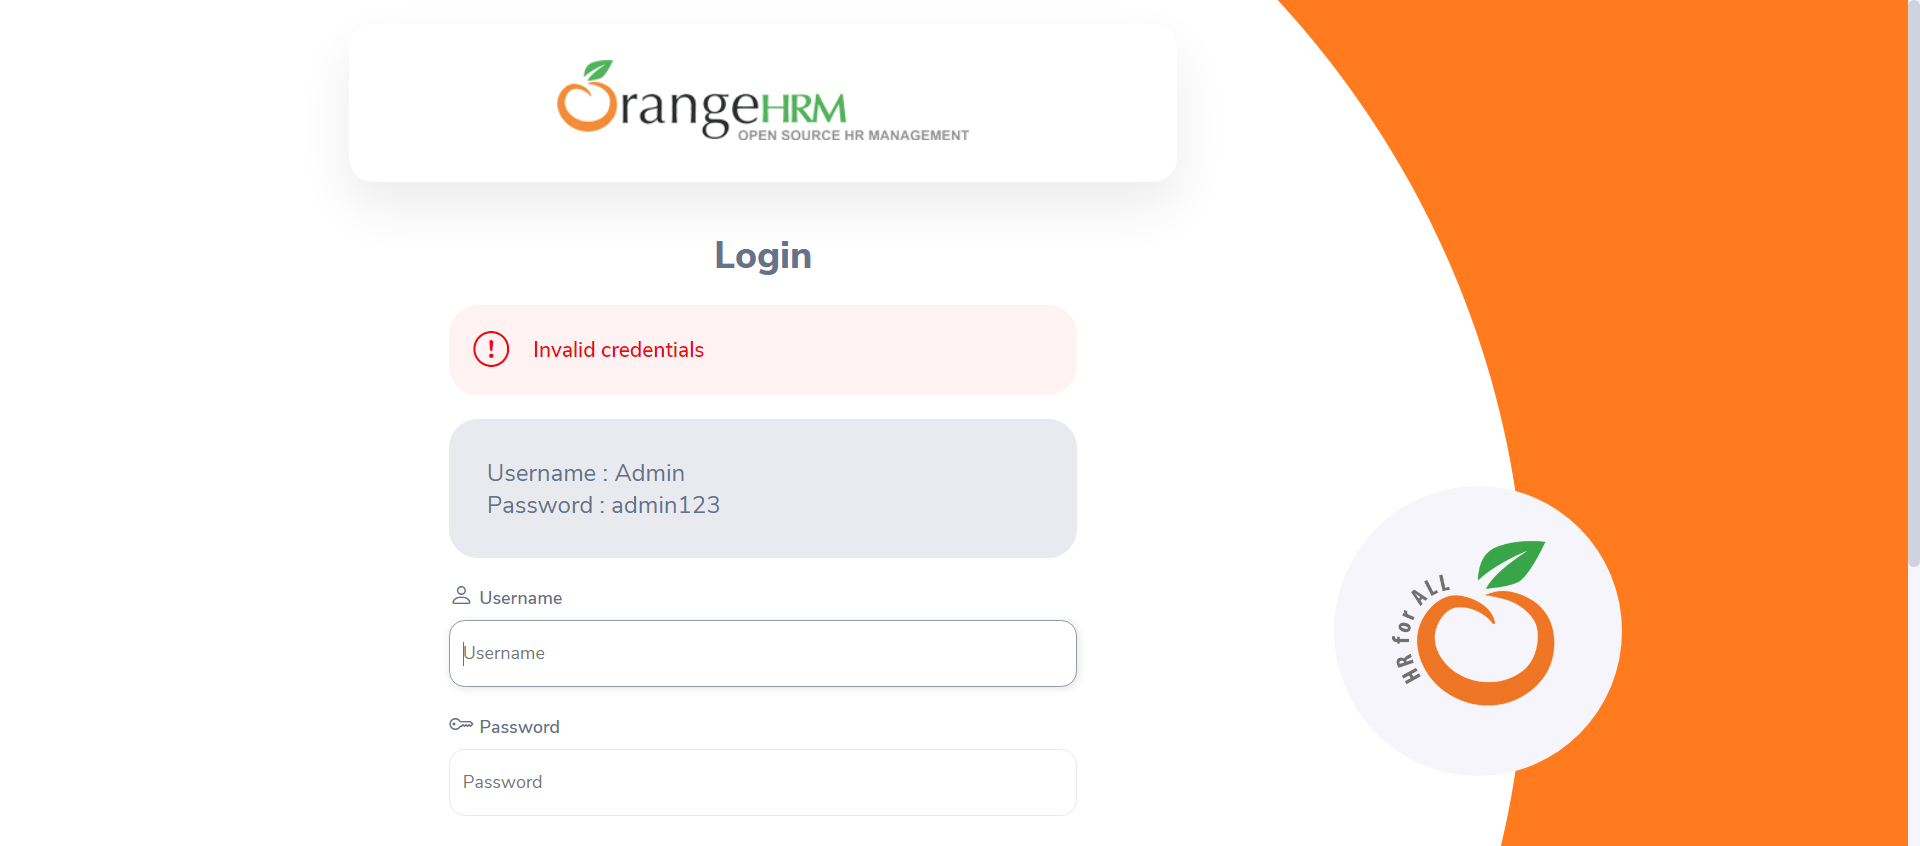 OrangeHRM
OPEN SOURCE HR MANAGEMENT
Login
Invalid credentials
Username : Admin
Password : admin123
Username
Username
Password
Password
HR for ALL